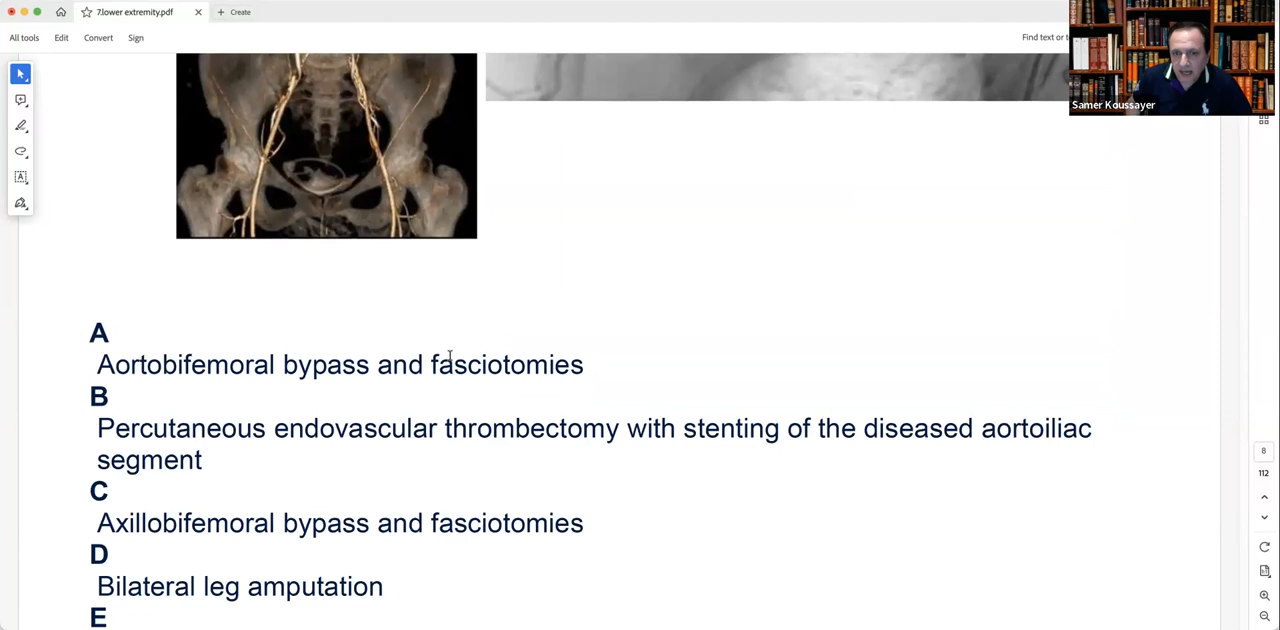 7.lower extremity.pdf
Create
All tools
Edit
Convert
Sign
Find text or
Samer Koussayer
A
Aortobifemoral bypass and fasciotomies
B
Percutaneous endovascular thrombectomy with stenting of the diseased aortoiliac
segment
C
Axillobifemoral bypass and fasciotomies
D
Bilateral leg amputation
E
8
112